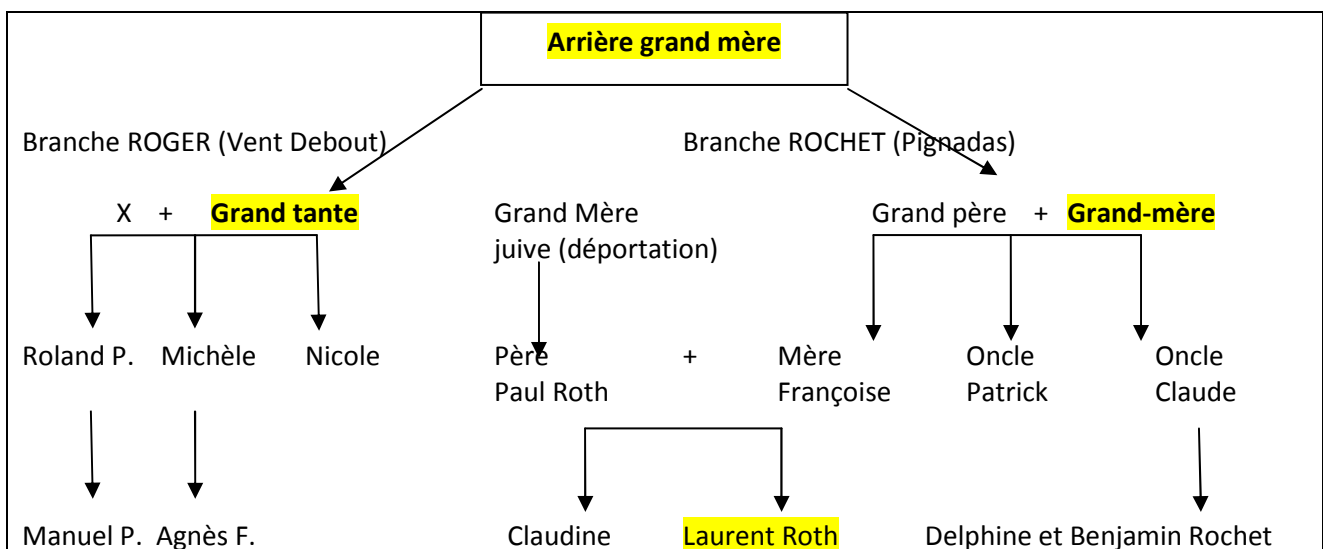 Arrière grand mère
Branche ROGER (Vent Debout) Branche ROCHET (Pignadas)
X + Grand tante Grand Mère Grand père + Grand-mère
juive (déportation)
Roland P. Michèle Nicole Père + Mère Oncle Oncle
Paul Roth Françoise Patrick Claude
Manuel P. Agnès F. Claudine Laurent Roth Delphine et Benjamin Rochet